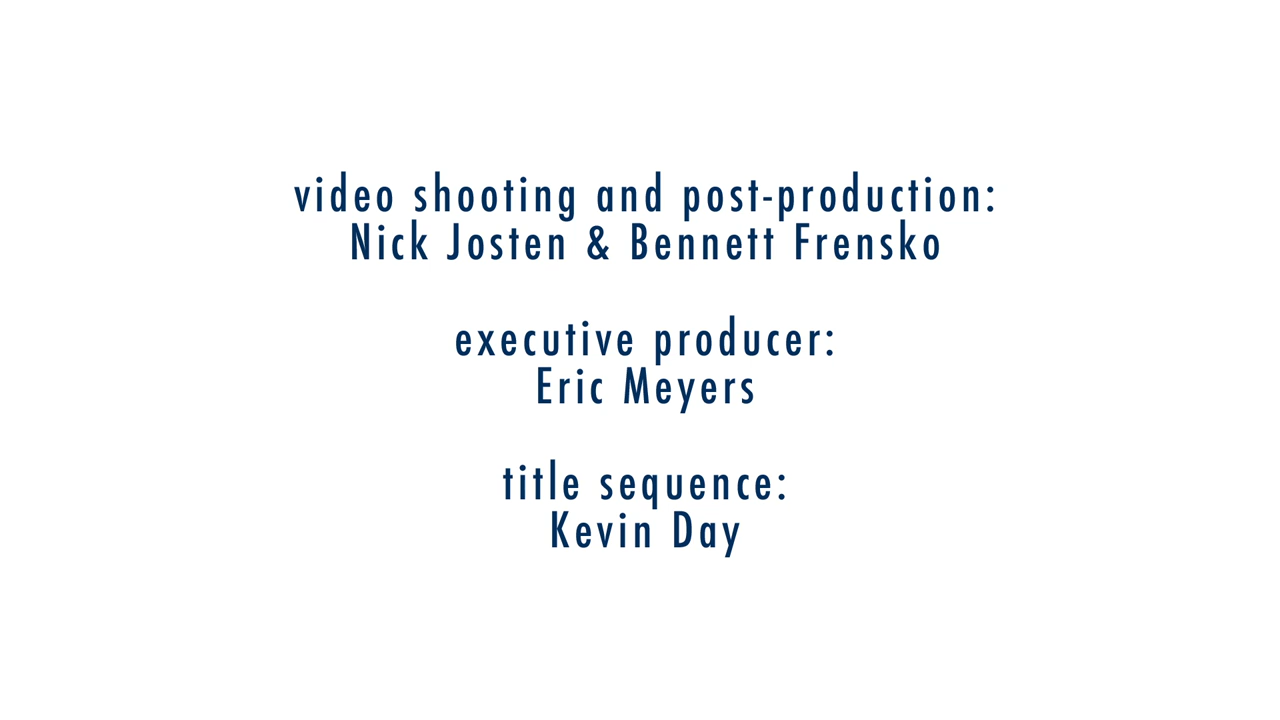 video shooting and post-production:
Nick Josten & Bennett Frensko
executive producer:
Eric Meyers
title sequence:
Kevin Day